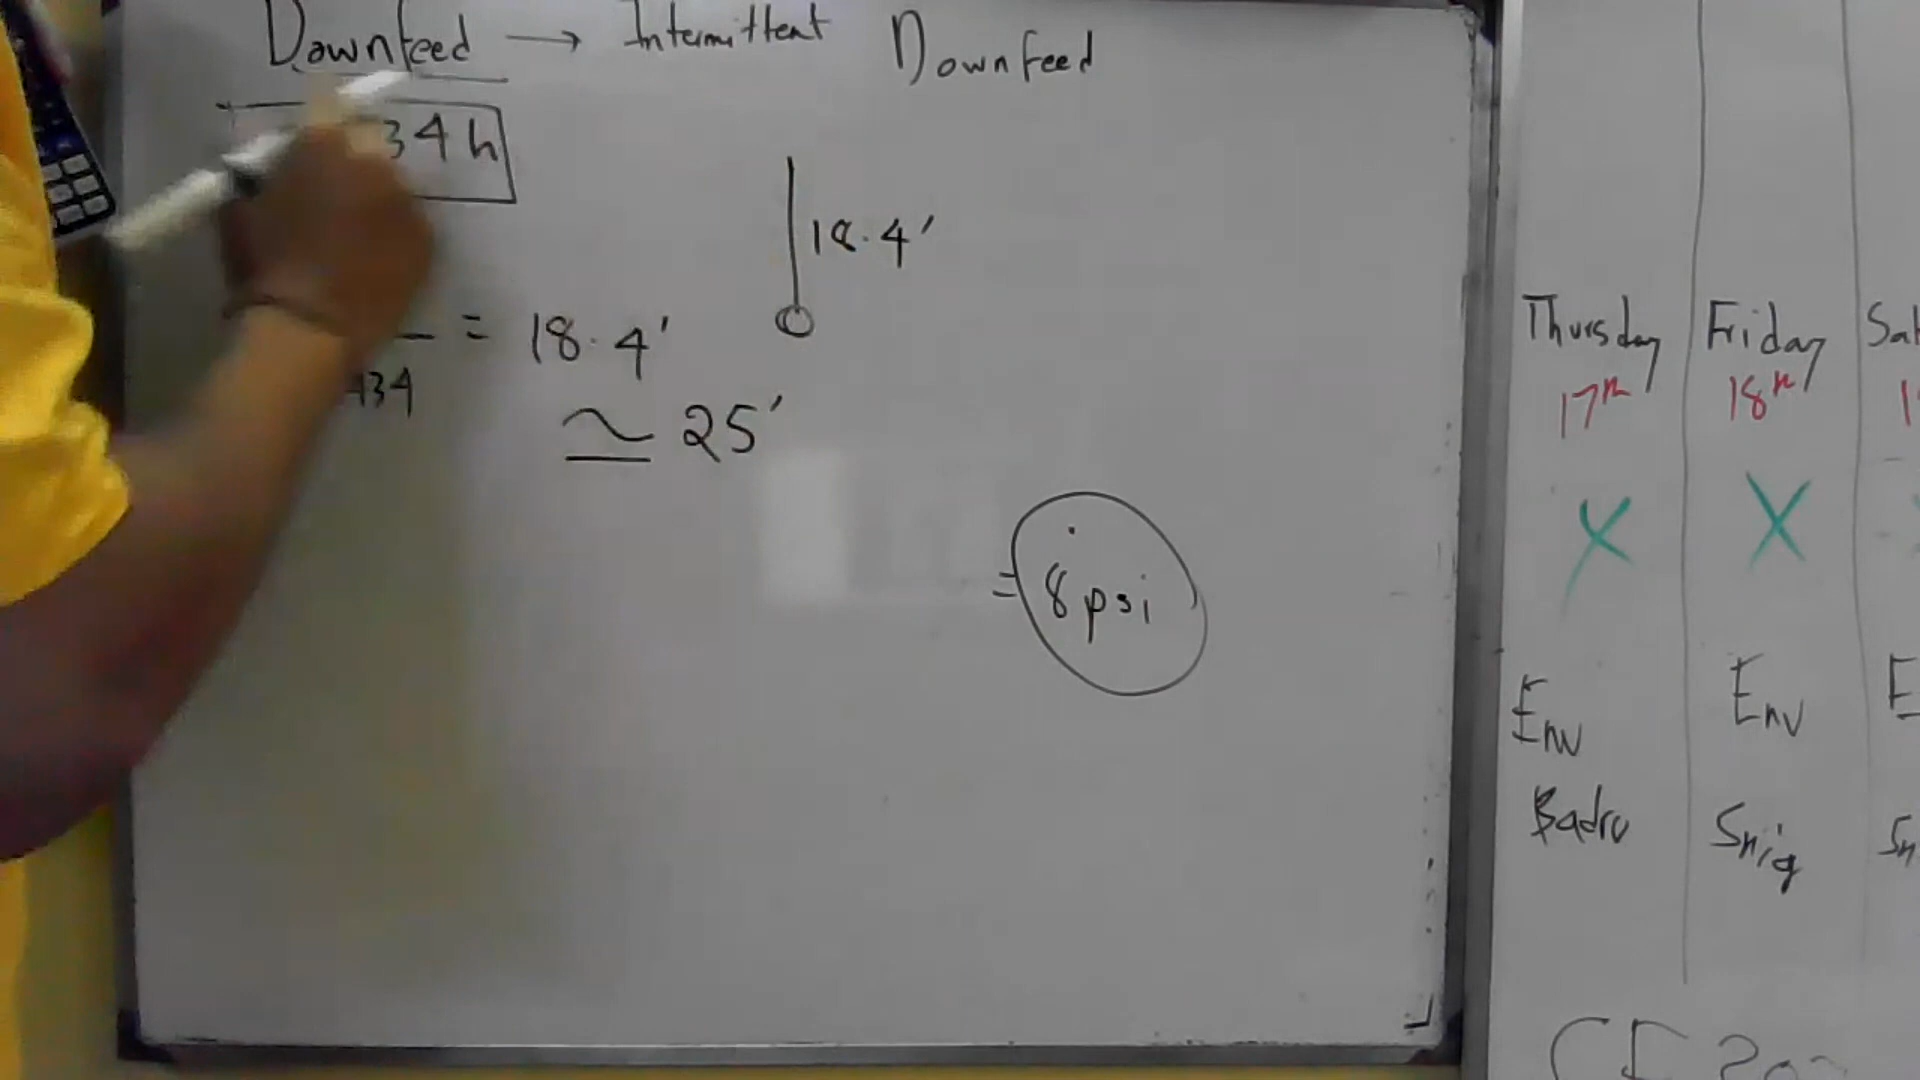 Downfeed → Intermittent Downfeed
34 h
18.4'
= 18.4'
434
≃ 25'
= 8 psi
Thursday Friday
17th 18th
X X
Env Env
Badru Sniq